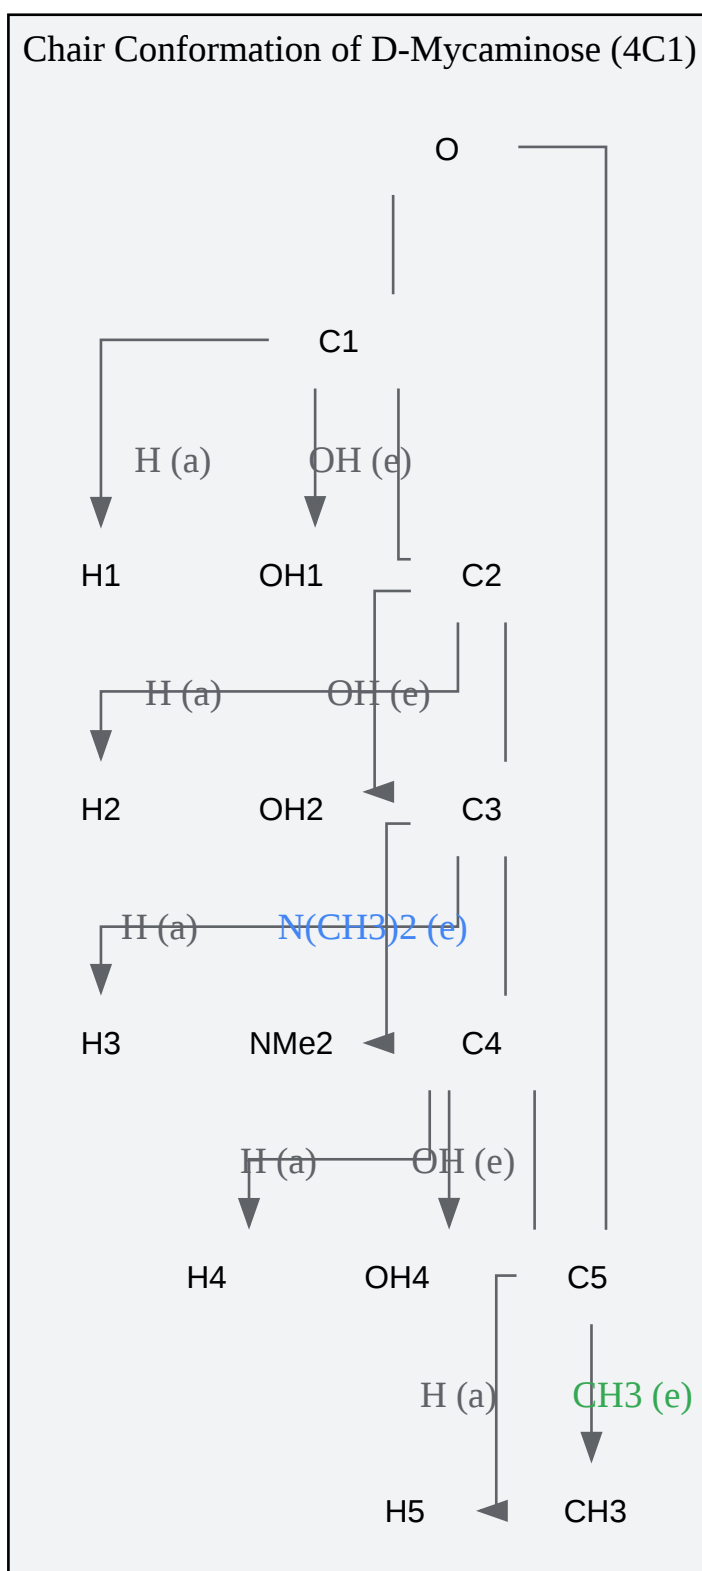 Chair Conformation of D-Mycaminose (4C1)
O
C1
H (a) OH (e)
H1 OH1 C2
H (a) OH (e)
H2 OH2 C3
H (a) N(CH3)2 (e)
H3 NMe2 C4
H (a) OH (e)
H4 OH4 C5
H (a) CH3 (e)
H5 CH3